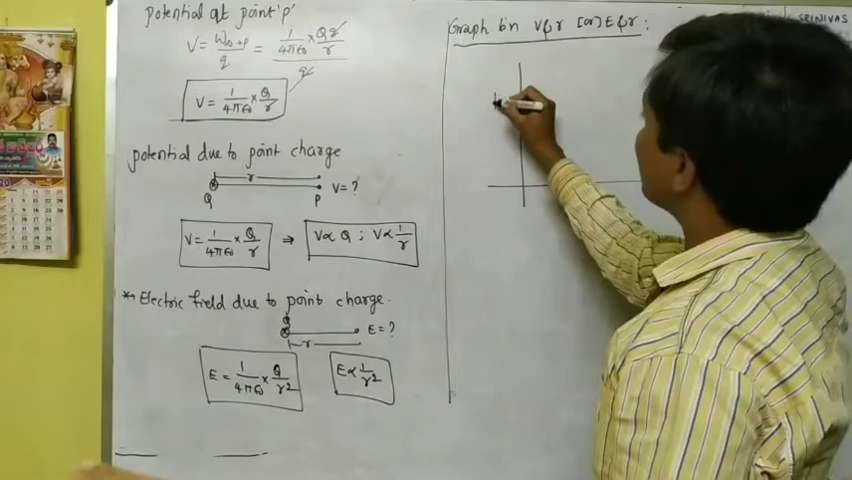 potential at point 'p'
V = W∞→p / q = (1/4πε₀ × Qq/r) / q
V = 1/4πε₀ × Q/r
potential due to point charge
r
Q P V = ?
V = 1/4πε₀ × Q/r ⇒ V∝ Q ; V∝ 1/r
*→ Electric field due to point charge.
Q E = ?
r
E = 1/4πε₀ × Q/r² E∝ 1/r²
Graph b/n V & r [or] E & r :
SRINIVAS
20